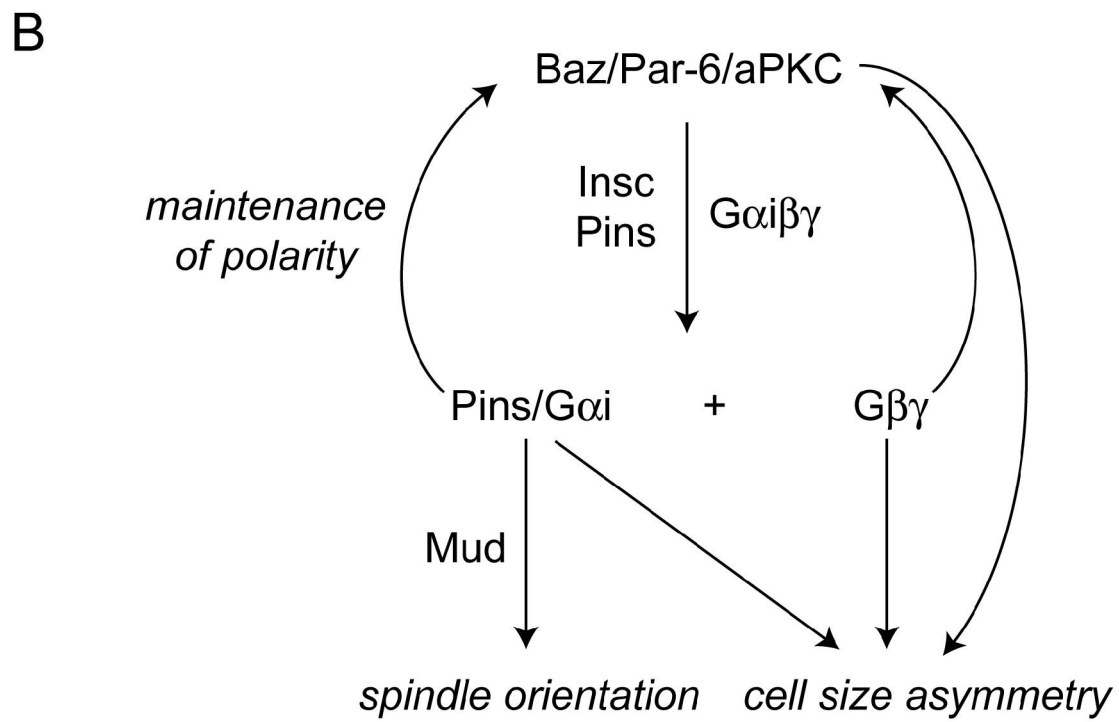 B
Baz/Par-6/aPKC
Insc
Pins
Gαiβγ
maintenance
of polarity
Pins/Gαi + Gβγ
Mud
spindle orientation cell size asymmetry